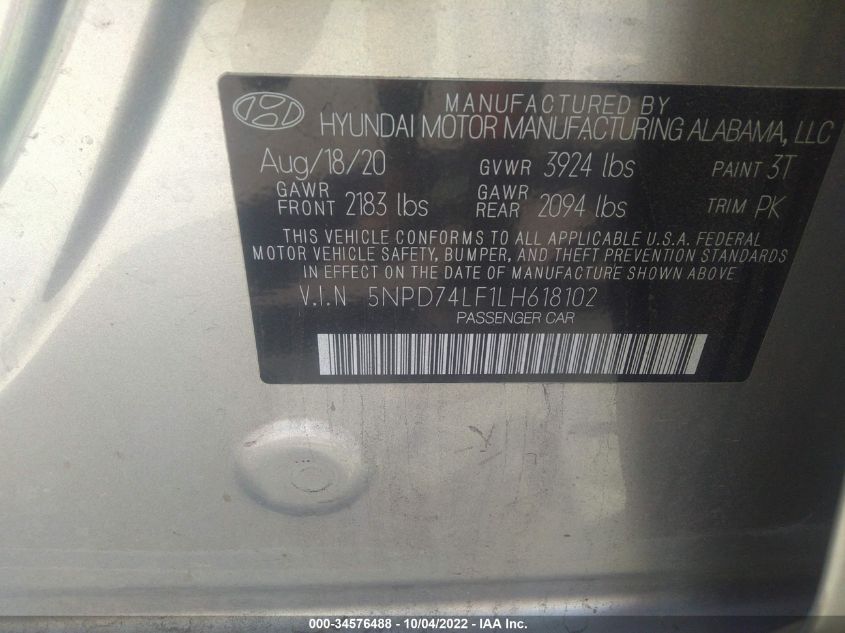 MANUFACTURED BY
HYUNDAI MOTOR MANUFACTURING ALABAMA, LLC
Aug/18/20 GVWR 3924 lbs PAINT 3T
GAWR FRONT 2183 lbs GAWR REAR 2094 lbs TRIM PK
THIS VEHICLE CONFORMS TO ALL APPLICABLE U.S.A. FEDERAL
MOTOR VEHICLE SAFETY, BUMPER, AND THEFT PREVENTION STANDARDS
IN EFFECT ON THE DATE OF MANUFACTURE SHOWN ABOVE
V.I.N 5NPD74LF1LH618102
PASSENGER CAR
000-34576488 - 10/04/2022 - IAA Inc.